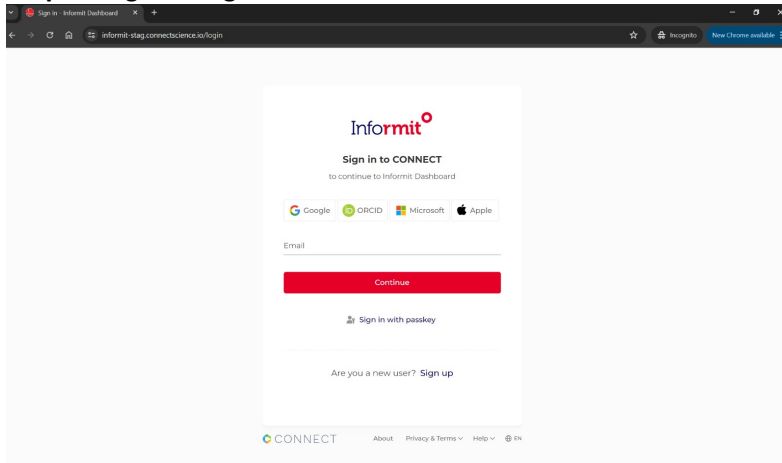 Sign in - Informit Dashboard
informit-stag.connectscience.io/login
Incognito
New Chrome available
Informit
Sign in to CONNECT
to continue to Informit Dashboard
Google ORCID Microsoft Apple
Email
Continue
Sign in with passkey
Are you a new user? Sign up
CONNECT About Privacy & Terms Help EN